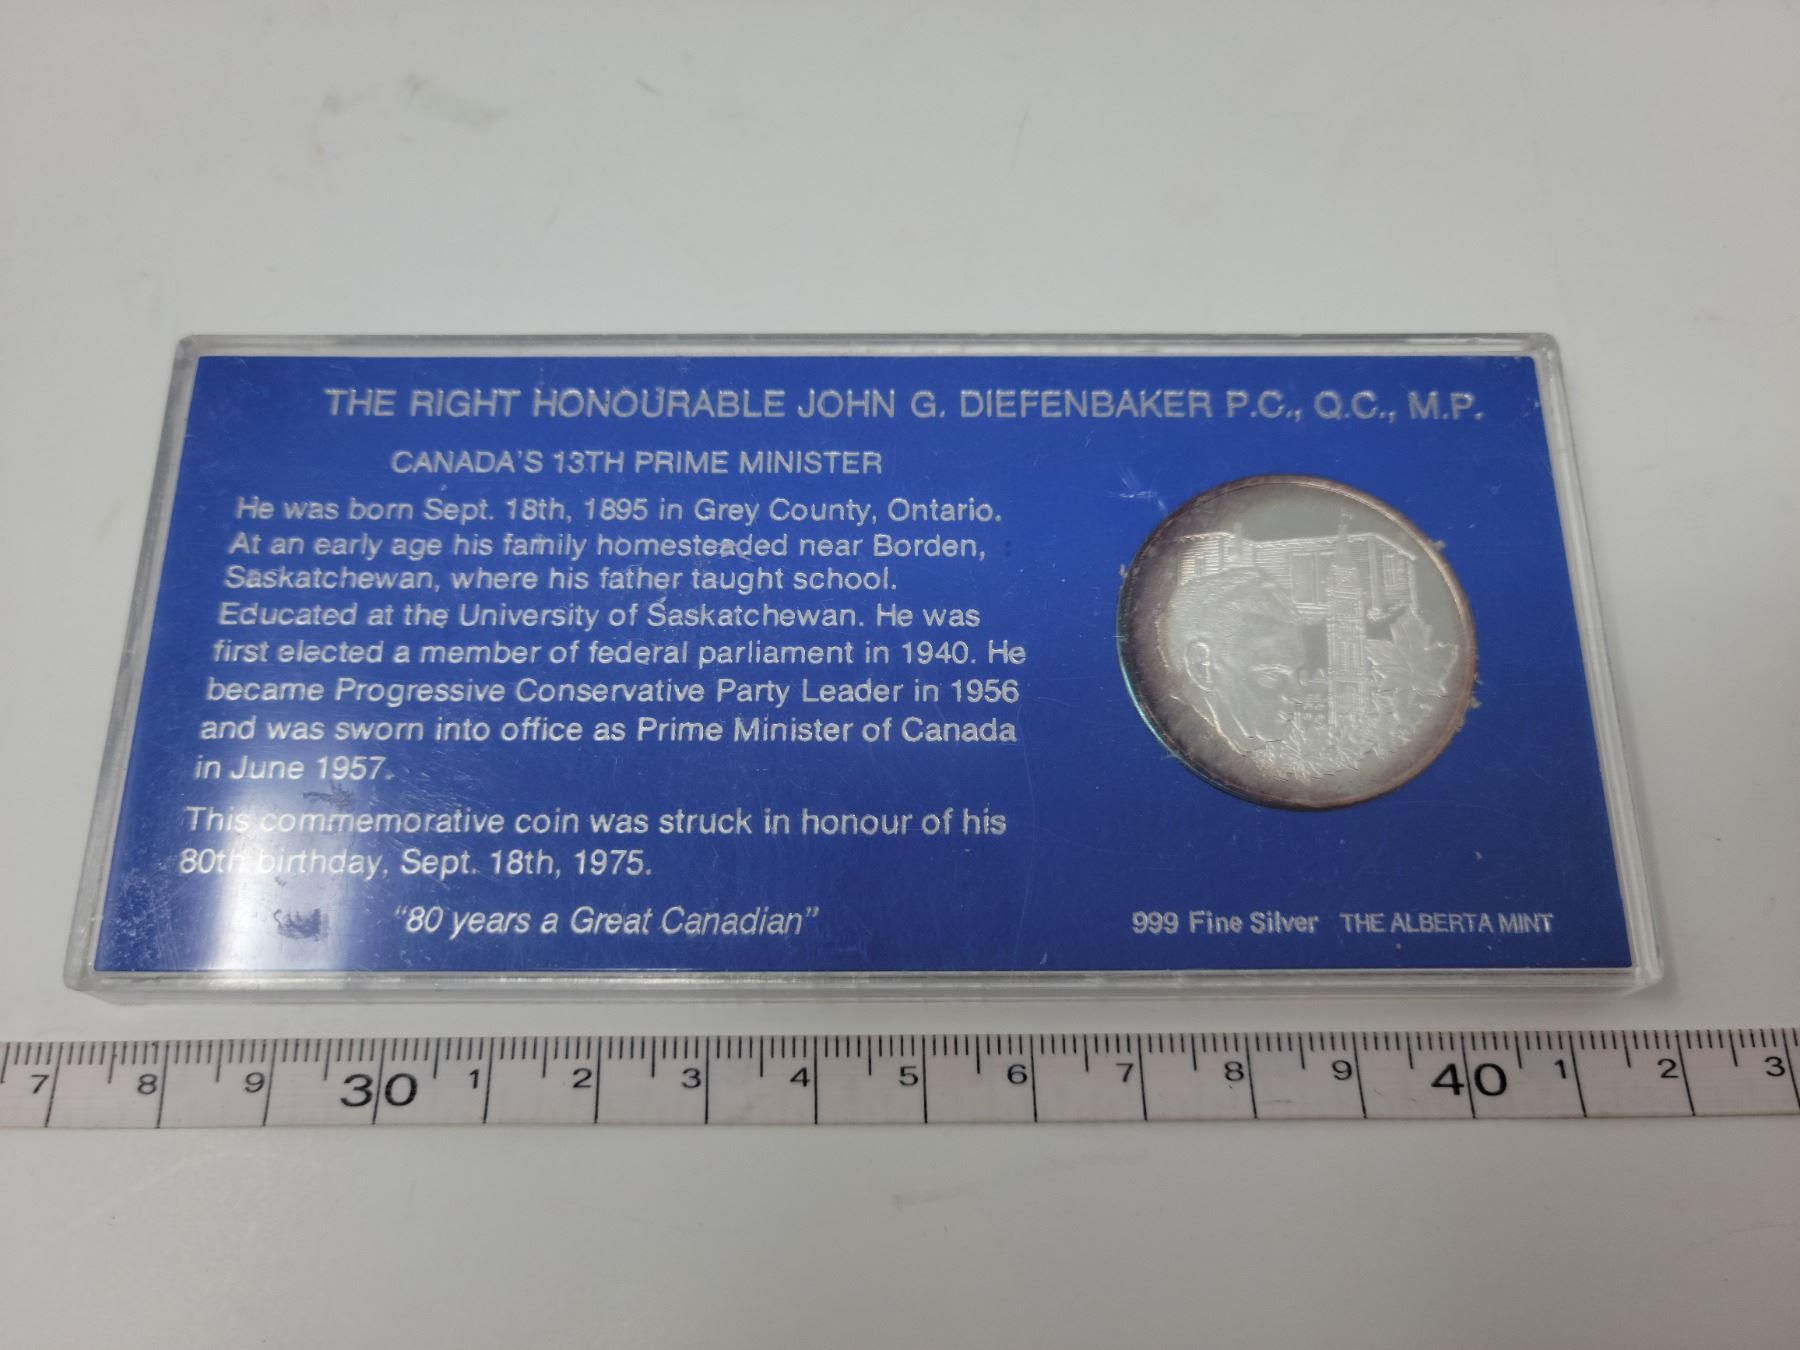 THE RIGHT HONOURABLE JOHN G. DIEFENBAKER P.C., Q.C., M.P.
CANADA'S 13TH PRIME MINISTER
He was born Sept. 18th, 1895 in Grey County, Ontario.
At an early age his family homesteaded near Borden,
Saskatchewan, where his father taught school.
Educated at the University of Saskatchewan. He was
first elected a member of federal parliament in 1940. He
became Progressive Conservative Party Leader in 1956
and was sworn into office as Prime Minister of Canada
in June 1957.
This commemorative coin was struck in honour of his
80th birthday, Sept. 18th, 1975.
"80 years a Great Canadian"
999 Fine Silver THE ALBERTA MINT
7 8 9 30 1 2 3 4 5 6 7 8 9 40 1 2 3